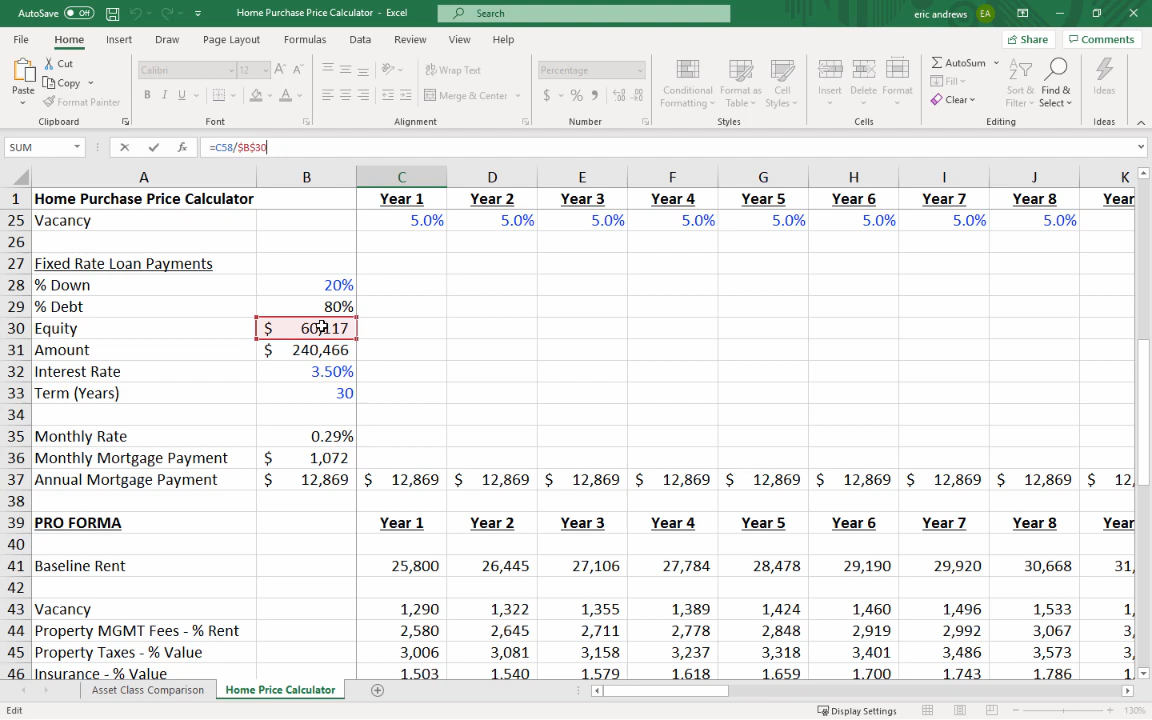 AutoSave Off Home Purchase Price Calculator - Excel Search eric andrews EA
File Home Insert Draw Page Layout Formulas Data Review View Help Share Comments
Paste Cut Copy Format Painter Calibri 12 A A Wrap Text Percentage Conditional Formatting Format as Table Cell Styles Insert Delete Format AutoSum Fill Clear Sort & Filter Find & Select Ideas
B I U A Merge & Center $ %
Clipboard Font Alignment Number Styles Cells Editing Ideas
SUM fx =C58/$B$30
A B C D E F G H I J K
1 Home Purchase Price Calculator Year 1 Year 2 Year 3 Year 4 Year 5 Year 6 Year 7 Year 8 Year
25 Vacancy 5.0% 5.0% 5.0% 5.0% 5.0% 5.0% 5.0% 5.0%
26
27 Fixed Rate Loan Payments
28 % Down 20%
29 % Debt 80%
30 Equity $ 60,117
31 Amount $ 240,466
32 Interest Rate 3.50%
33 Term (Years) 30
34
35 Monthly Rate 0.29%
36 Monthly Mortgage Payment $ 1,072
37 Annual Mortgage Payment $ 12,869 $ 12,869 $ 12,869 $ 12,869 $ 12,869 $ 12,869 $ 12,869 $ 12,869 $ 12,869 $ 12,
38
39 PRO FORMA Year 1 Year 2 Year 3 Year 4 Year 5 Year 6 Year 7 Year 8 Year
40
41 Baseline Rent 25,800 26,445 27,106 27,784 28,478 29,190 29,920 30,668 31,
42
43 Vacancy 1,290 1,322 1,355 1,389 1,424 1,460 1,496 1,533 1,
44 Property MGMT Fees - % Rent 2,580 2,645 2,711 2,778 2,848 2,919 2,992 3,067 3,
45 Property Taxes - % Value 3,006 3,081 3,158 3,237 3,318 3,401 3,486 3,573 3,
46 Insurance - % Value 1,503 1,540 1,579 1,618 1,659 1,700 1,743 1,786 1,
Asset Class Comparison Home Price Calculator
Edit Display Settings 130%